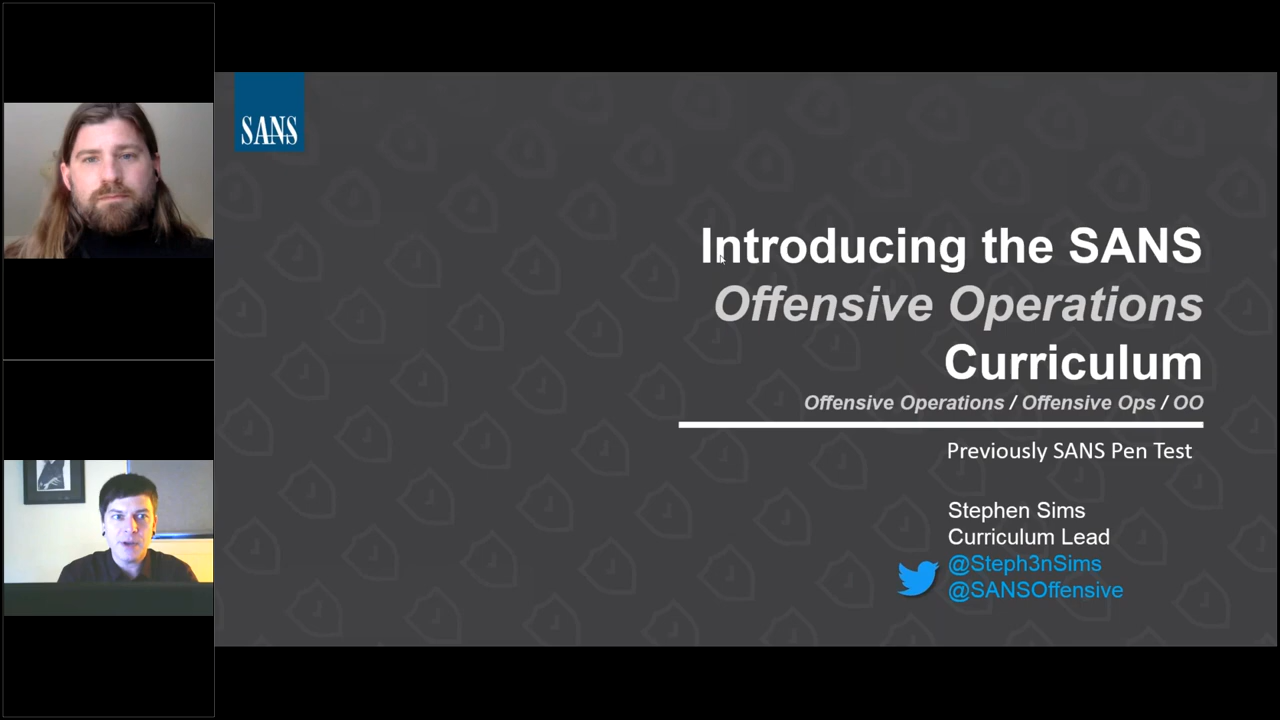 SANS
Introducing the SANS
Offensive Operations
Curriculum
Offensive Operations / Offensive Ops / OO
Previously SANS Pen Test
Stephen Sims
Curriculum Lead
@Steph3nSims
@SANSOffensive